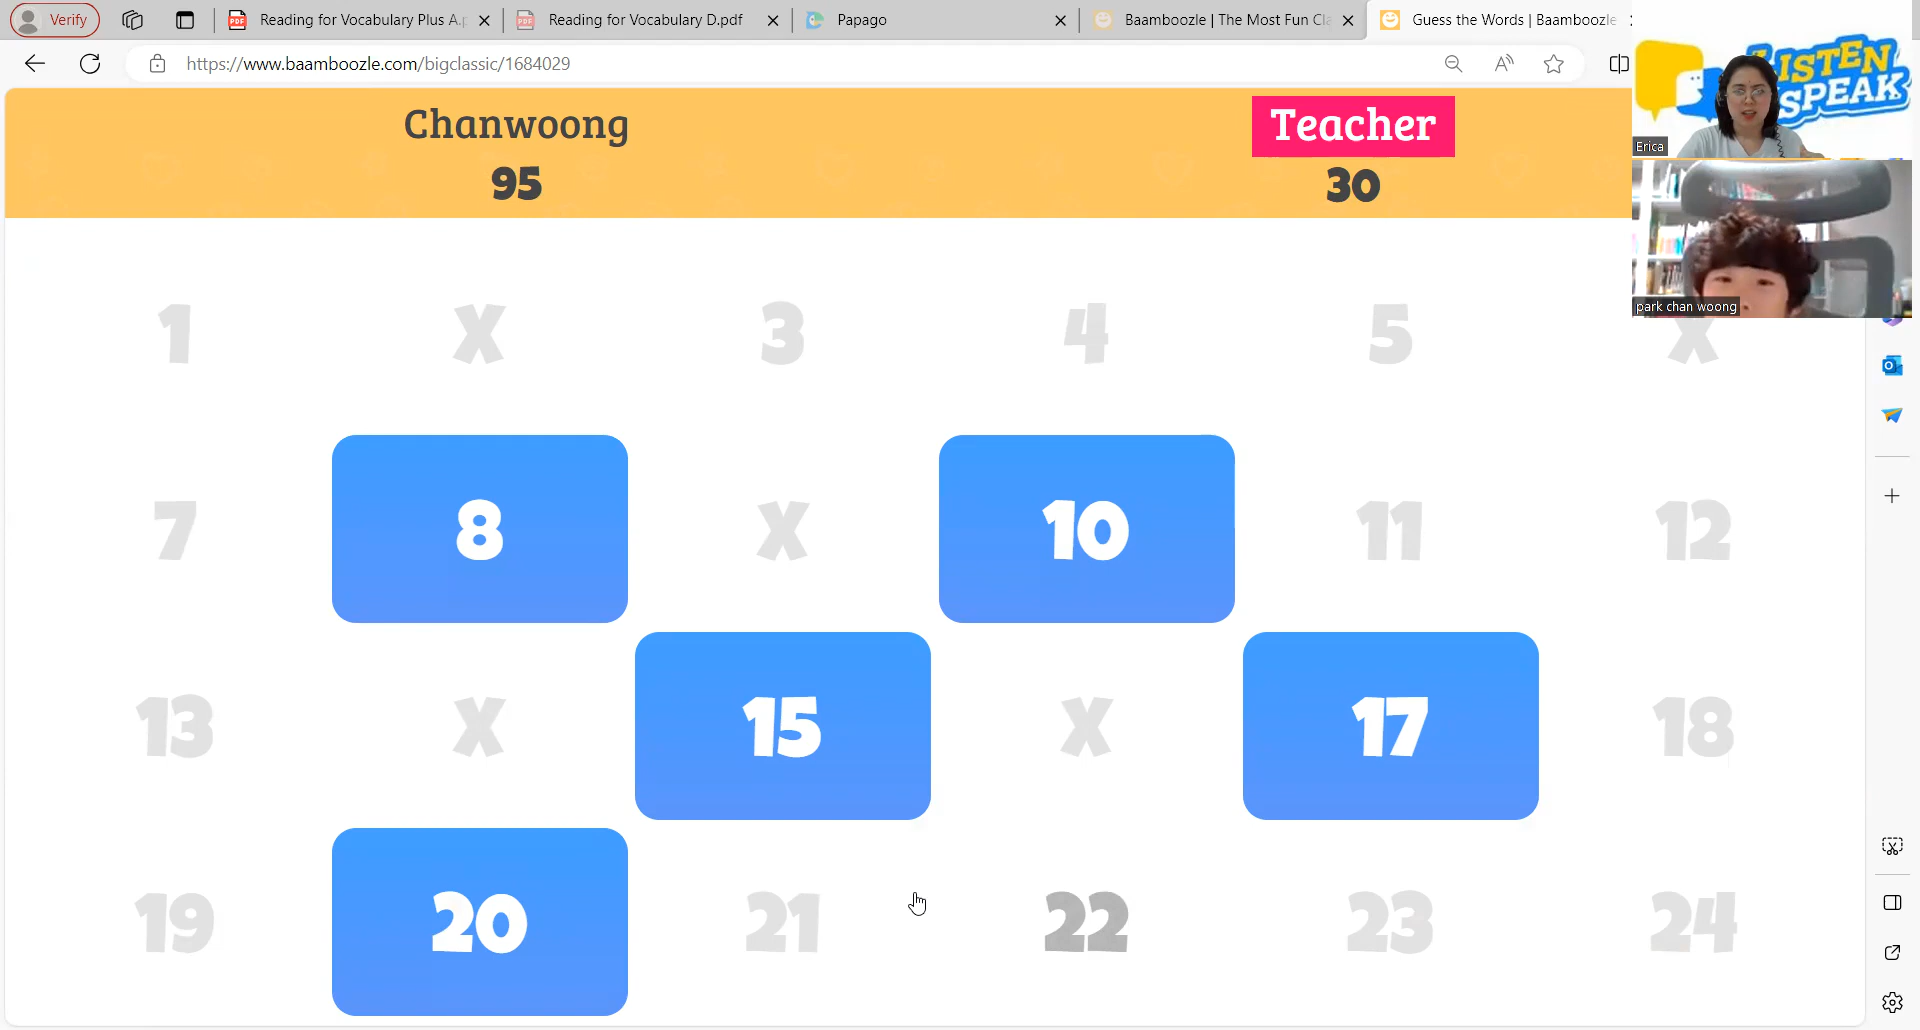 Verify
Reading for Vocabulary Plus A.p
Reading for Vocabulary D.pdf
Papago
Baamboozle | The Most Fun Cla
Guess the Words | Baamboozle
https://www.baamboozle.com/bigclassic/1684029
LISTEN
SPEAK
Erica
park chan woong
Chanwoong
95
Teacher
30
1 X 3 4 5 X
7 8 X 10 11 12
13 X 15 X 17 18
19 20 21 22 23 24